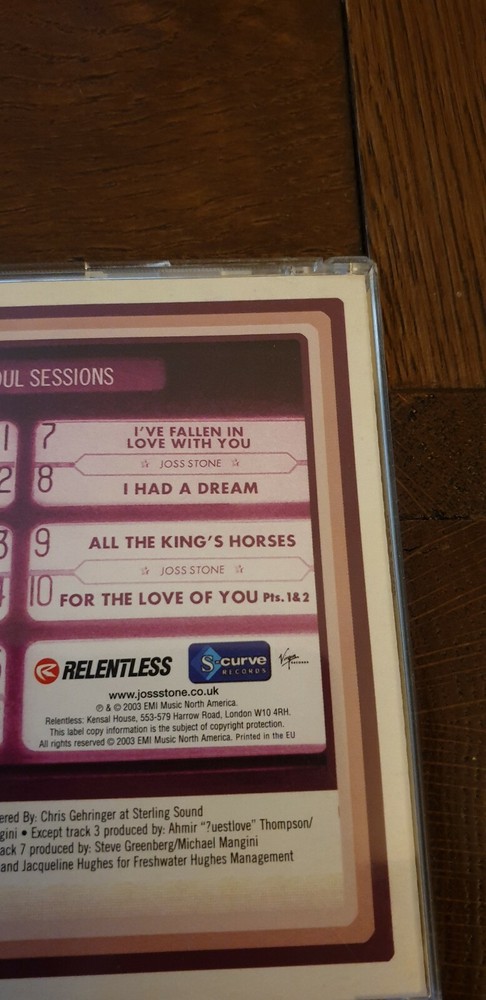 OUL SESSIONS
1
2
3
7 I'VE FALLEN IN
LOVE WITH YOU
☆ JOSS STONE ☆
8 I HAD A DREAM
9 ALL THE KING'S HORSES
☆ JOSS STONE ☆
10 FOR THE LOVE OF YOU Pts. 1&2
RELENTLESS
S-curve
RECORDS
Virgin
www.jossstone.co.uk
℗ & © 2003 EMI Music North America.
Relentless: Kensal House, 553-579 Harrow Road, London W10 4RH.
This label copy information is the subject of copyright protection.
All rights reserved © 2003 EMI Music North America. Printed in the EU
ered By: Chris Gehringer at Sterling Sound
gini • Except track 3 produced by: Ahmir "?uestlove" Thompson/
ack 7 produced by: Steve Greenberg/Michael Mangini
and Jacqueline Hughes for Freshwater Hughes Management